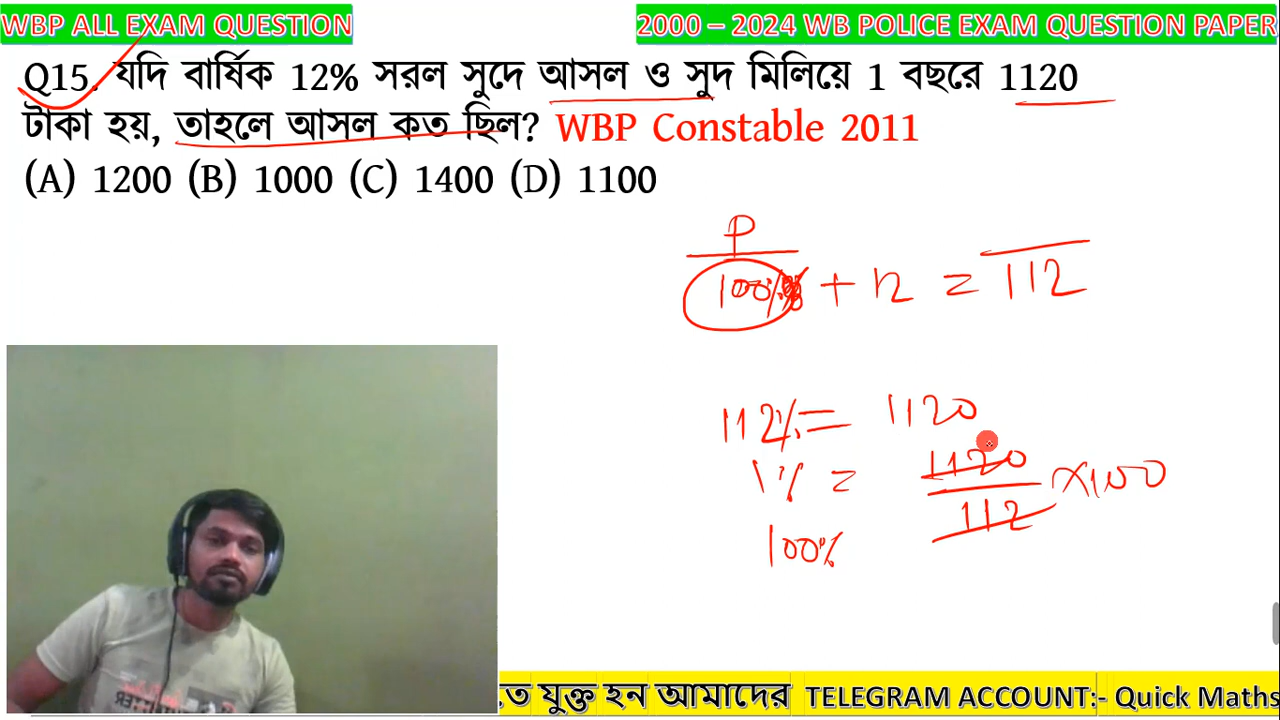 WBP ALL EXAM QUESTION
2000 – 2024 WB POLICE EXAM QUESTION PAPER
Q15. যদি বার্ষিক 12% সরল সুদে আসল ও সুদ মিলিয়ে 1 বছরে 1120
টাকা হয়, তাহলে আসল কত ছিল? WBP Constable 2011
(A) 1200 (B) 1000 (C) 1400 (D) 1100
P
100% + 12 = 112
112% = 1120
1% = 1120/112 × 100
100%
তে যুক্ত হন আমাদের TELEGRAM ACCOUNT:- Quick Maths